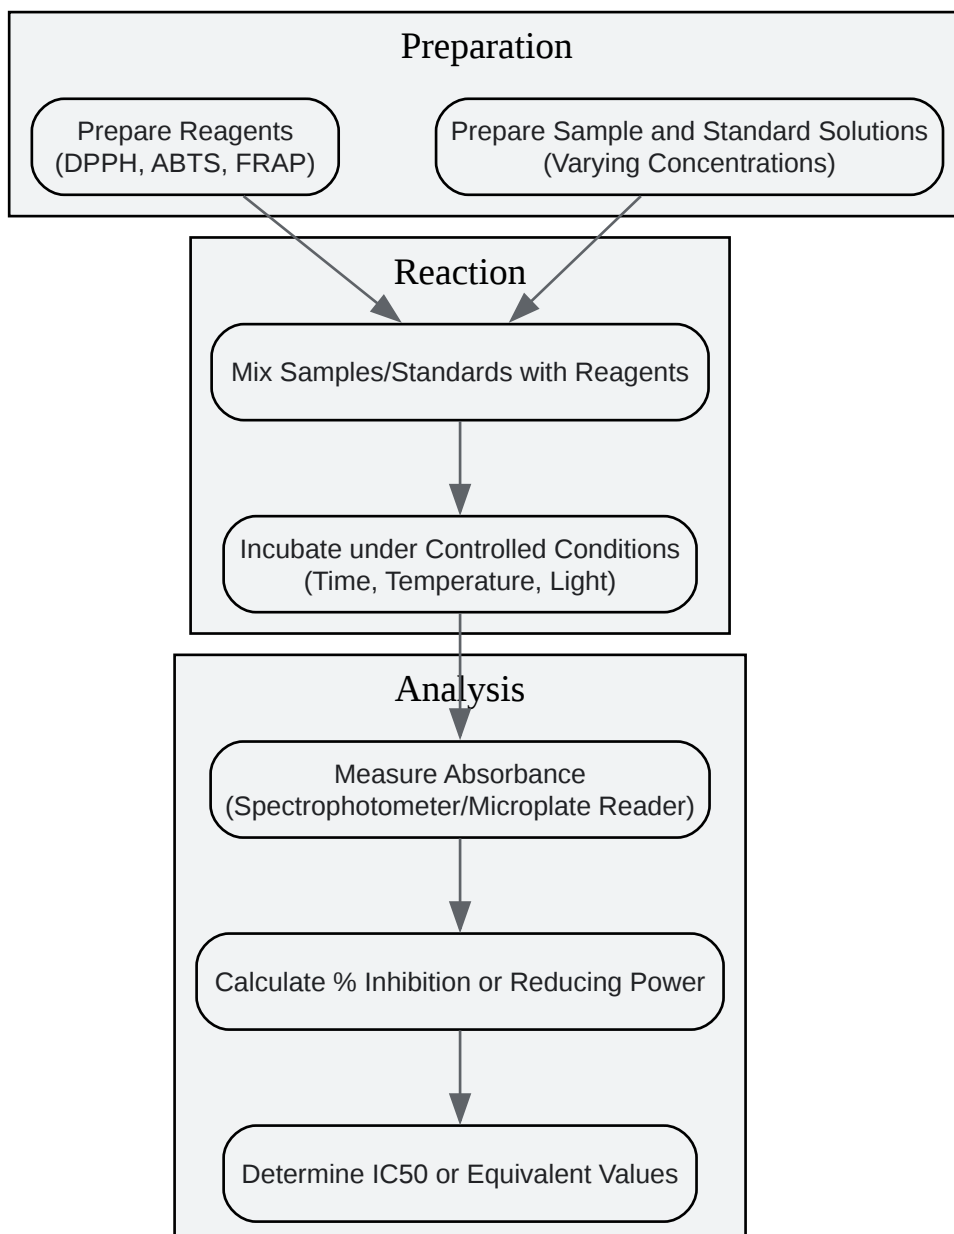 Preparation
Prepare Reagents
(DPPH, ABTS, FRAP)
Prepare Sample and Standard Solutions
(Varying Concentrations)
Reaction
Mix Samples/Standards with Reagents
Incubate under Controlled Conditions
(Time, Temperature, Light)
Analysis
Measure Absorbance
(Spectrophotometer/Microplate Reader)
Calculate % Inhibition or Reducing Power
Determine IC50 or Equivalent Values